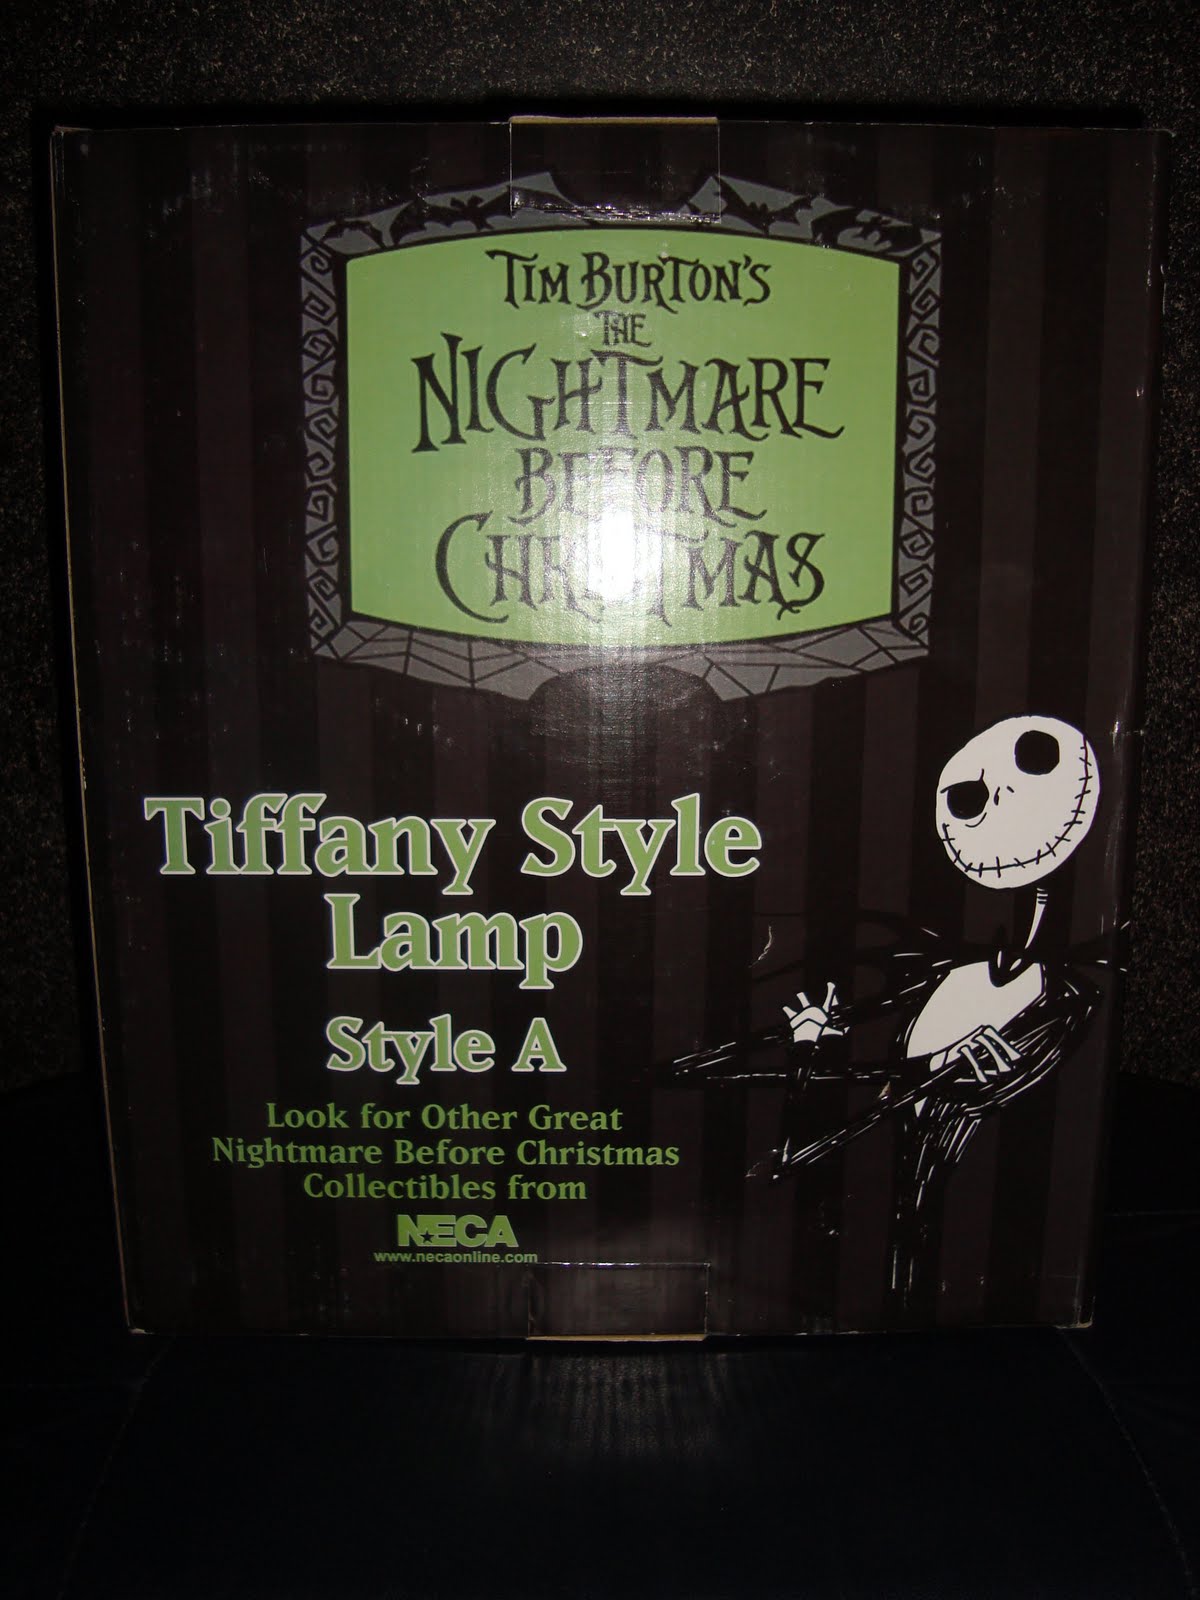 TIM BURTON'S
THE
NIGHTMARE
BEFORE
CHRISTMAS
Tiffany Style
Lamp
Style A
Look for Other Great
Nightmare Before Christmas
Collectibles from
NECA
www.necaonline.com